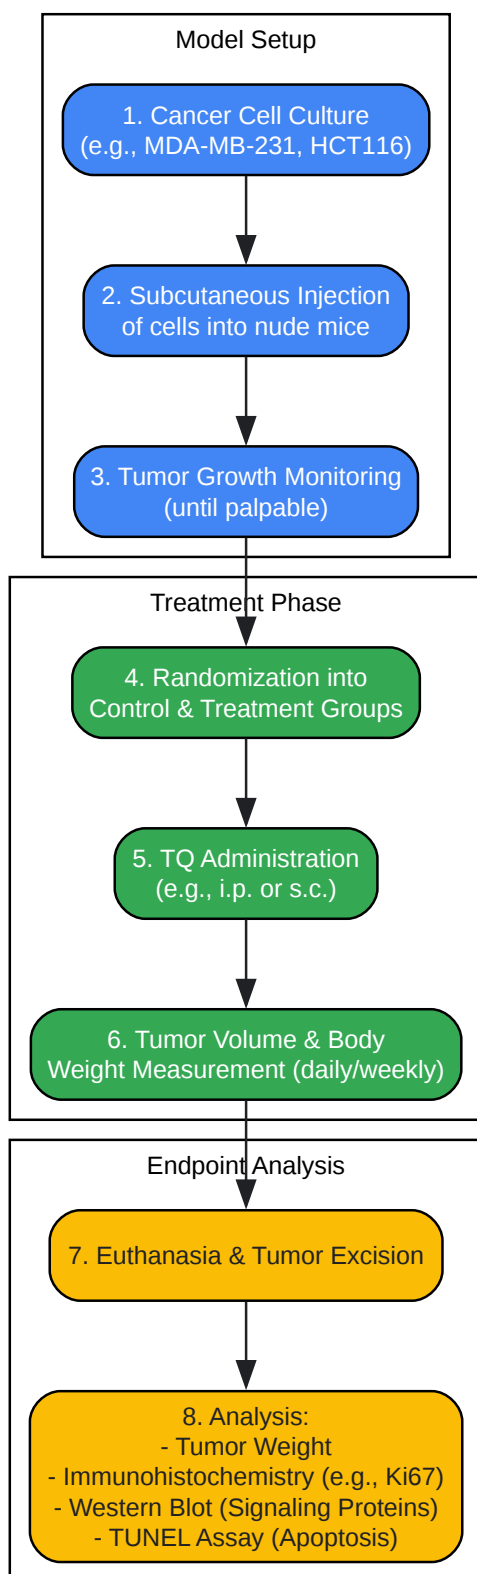 Model Setup
1. Cancer Cell Culture
(e.g., MDA-MB-231, HCT116)
2. Subcutaneous Injection
of cells into nude mice
3. Tumor Growth Monitoring
(until palpable)
Treatment Phase
4. Randomization into
Control & Treatment Groups
5. TQ Administration
(e.g., i.p. or s.c.)
6. Tumor Volume & Body
Weight Measurement (daily/weekly)
Endpoint Analysis
7. Euthanasia & Tumor Excision
8. Analysis:
- Tumor Weight
- Immunohistochemistry (e.g., Ki67)
- Western Blot (Signaling Proteins)
- TUNEL Assay (Apoptosis)